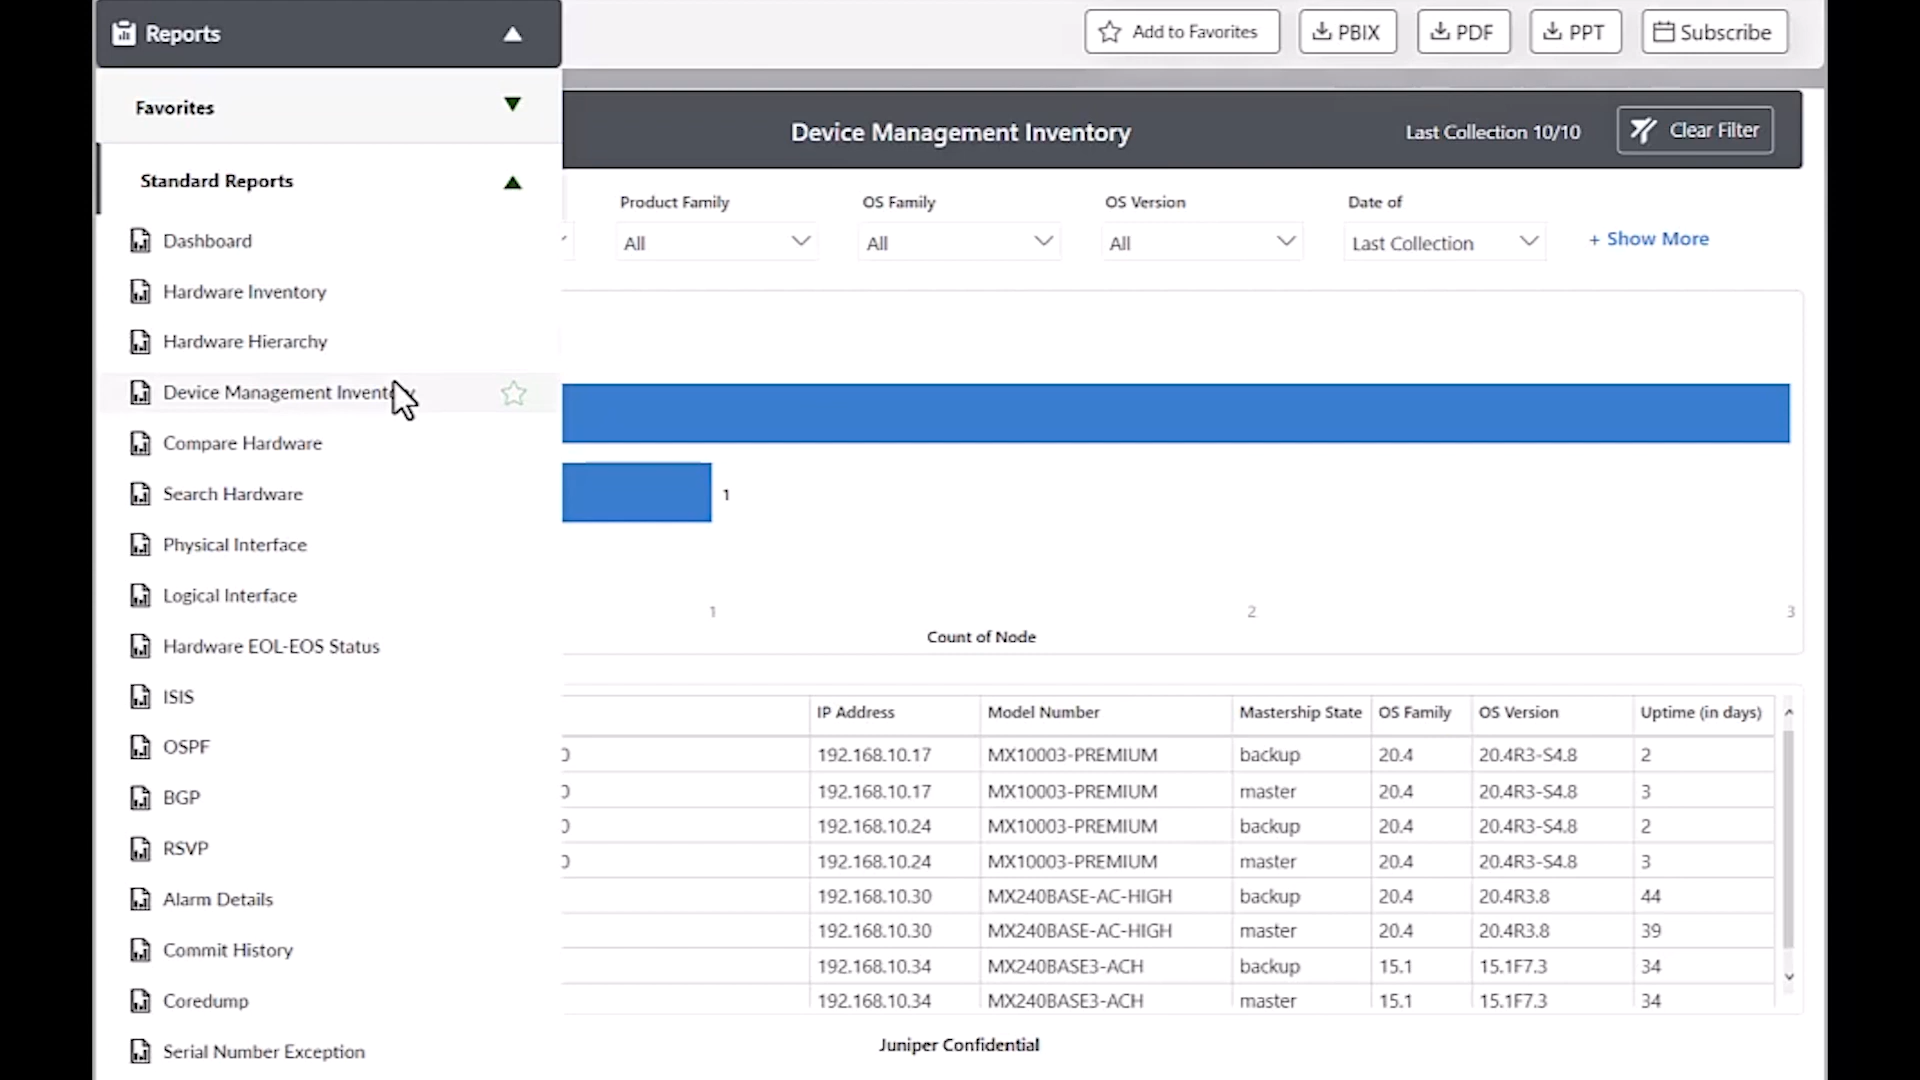 Reports
Add to Favorites
PBIX
PDF
PPT
Subscribe
Favorites
Device Management Inventory
Last Collection 10/10
Clear Filter
Standard Reports
Product Family
OS Family
OS Version
Date of
All
All
All
Last Collection
+ Show More
Dashboard
Hardware Inventory
Hardware Hierarchy
Device Management Inventory
Compare Hardware
Search Hardware
Physical Interface
Logical Interface
Hardware EOL-EOS Status
ISIS
OSPF
BGP
RSVP
Alarm Details
Commit History
Coredump
Serial Number Exception
1
1 2 3
Count of Node
IP Address Model Number Mastership State OS Family OS Version Uptime (in days)
0 192.168.10.17 MX10003-PREMIUM backup 20.4 20.4R3-S4.8 2
0 192.168.10.17 MX10003-PREMIUM master 20.4 20.4R3-S4.8 3
0 192.168.10.24 MX10003-PREMIUM backup 20.4 20.4R3-S4.8 2
0 192.168.10.24 MX10003-PREMIUM master 20.4 20.4R3-S4.8 3
192.168.10.30 MX240BASE-AC-HIGH backup 20.4 20.4R3.8 44
192.168.10.30 MX240BASE-AC-HIGH master 20.4 20.4R3.8 39
192.168.10.34 MX240BASE3-ACH backup 15.1 15.1F7.3 34
192.168.10.34 MX240BASE3-ACH master 15.1 15.1F7.3 34
Juniper Confidential